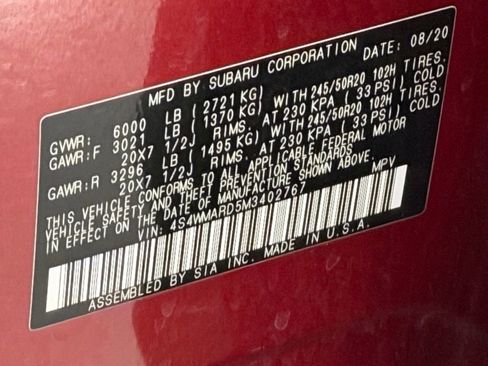 MFD BY SUBARU CORPORATION DATE: 08/20
GVWR: 6000 LB (2721 KG)
GAWR:F 3021 LB (1370 KG) WITH 245/50R20 102H TIRES,
20X7 1/2J RIMS, AT 230 KPA (33 PSI) COLD
GAWR:R 3296 LB (1495 KG) WITH 245/50R20 102H TIRES,
20X7 1/2J RIMS, AT 230 KPA (33 PSI) COLD
THIS VEHICLE CONFORMS TO ALL APPLICABLE FEDERAL MOTOR
VEHICLE SAFETY AND THEFT PREVENTION STANDARDS
IN EFFECT ON THE DATE OF MANUFACTURE SHOWN ABOVE.
VIN: 4S4WMARD5M3402767 MPV
ASSEMBLED BY SIA INC. MADE IN U.S.A.